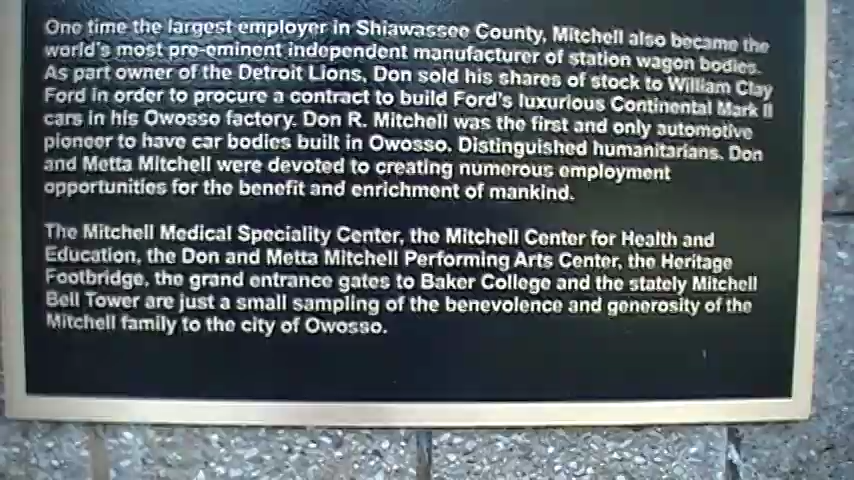 One time the largest employer in Shiawassee County, Mitchell also became the
world's most pre-eminent independent manufacturer of station wagon bodies.
As part owner of the Detroit Lions, Don sold his shares of stock to William Clay
Ford in order to procure a contract to build Ford's luxurious Continental Mark II
cars in his Owosso factory. Don R. Mitchell was the first and only automotive
pioneer to have car bodies built in Owosso. Distinguished humanitarians. Don
and Metta Mitchell were devoted to creating numerous employment
opportunities for the benefit and enrichment of mankind.
The Mitchell Medical Speciality Center, the Mitchell Center for Health and
Education, the Don and Metta Mitchell Performing Arts Center, the Heritage
Footbridge, the grand entrance gates to Baker College and the stately Mitchell
Bell Tower are just a small sampling of the benevolence and generosity of the
Mitchell family to the city of Owosso.